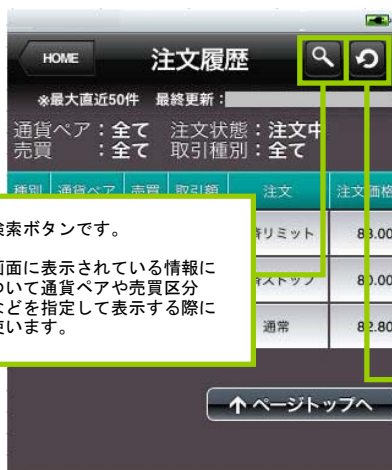 HOME 注文履歴
※最大直近50件 最終更新：
通貨ペア：全て 注文状態：注文中
売買 ：全て 取引種別：全て
種別 通貨ペア 売買 取引額 注文 注文価格
索ボタンです。
画面に表示されている情報に
ついて通貨ペアや売買区分
などを指定して表示する際に
使います。
リミット 83.00
済ストップ 80.00
通常 82.80
ページトップへ